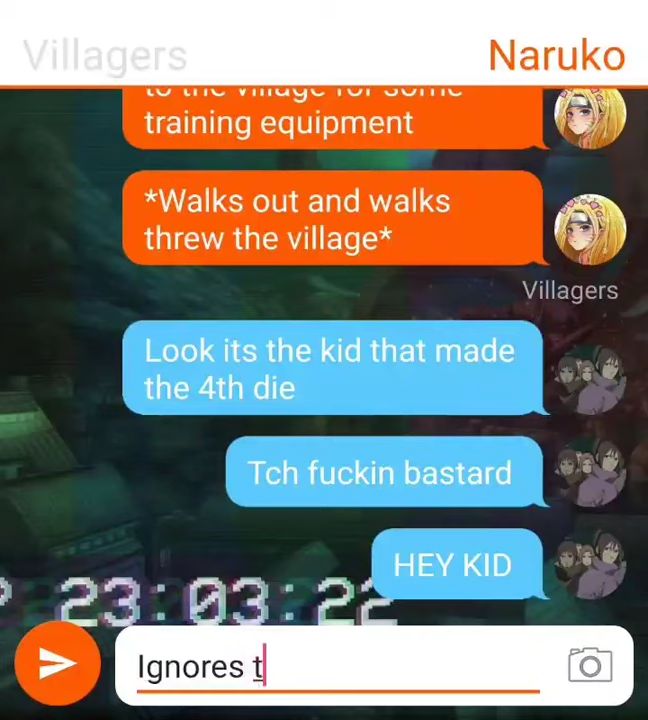 Villagers
Naruko
to the village for some
training equipment
*Walks out and walks
threw the village*
Villagers
Look its the kid that made
the 4th die
Tch fuckin bastard
HEY KID
23:03:22
Ignores t